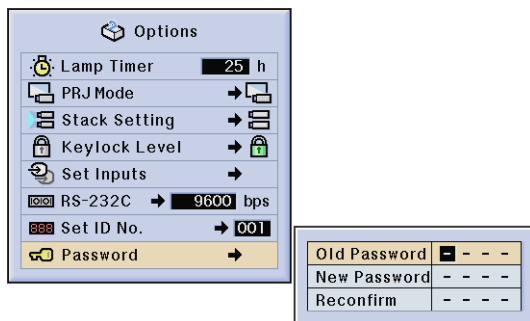 Options
Lamp Timer 25 h
PRJ Mode
Stack Setting
Keylock Level
Set Inputs
RS-232C 9600 bps
Set ID No. 001
Password
Old Password - - - -
New Password - - - -
Reconfirm - - - -